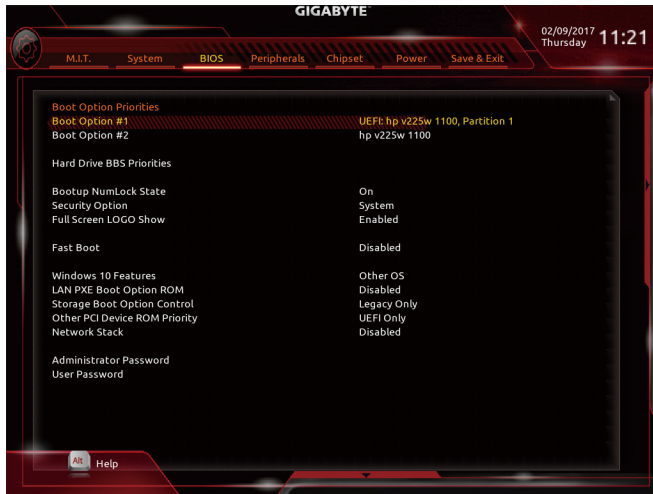 GIGABYTE™
02/09/2017 Thursday 11:21
M.I.T. System BIOS Peripherals Chipset Power Save & Exit
Boot Option Priorities
Boot Option #1 UEFI: hp v225w 1100, Partition 1
Boot Option #2 hp v225w 1100
Hard Drive BBS Priorities
Bootup NumLock State On
Security Option System
Full Screen LOGO Show Enabled
Fast Boot Disabled
Windows 10 Features Other OS
LAN PXE Boot Option ROM Disabled
Storage Boot Option Control Legacy Only
Other PCI Device ROM Priority UEFI Only
Network Stack Disabled
Administrator Password
User Password
Alt Help